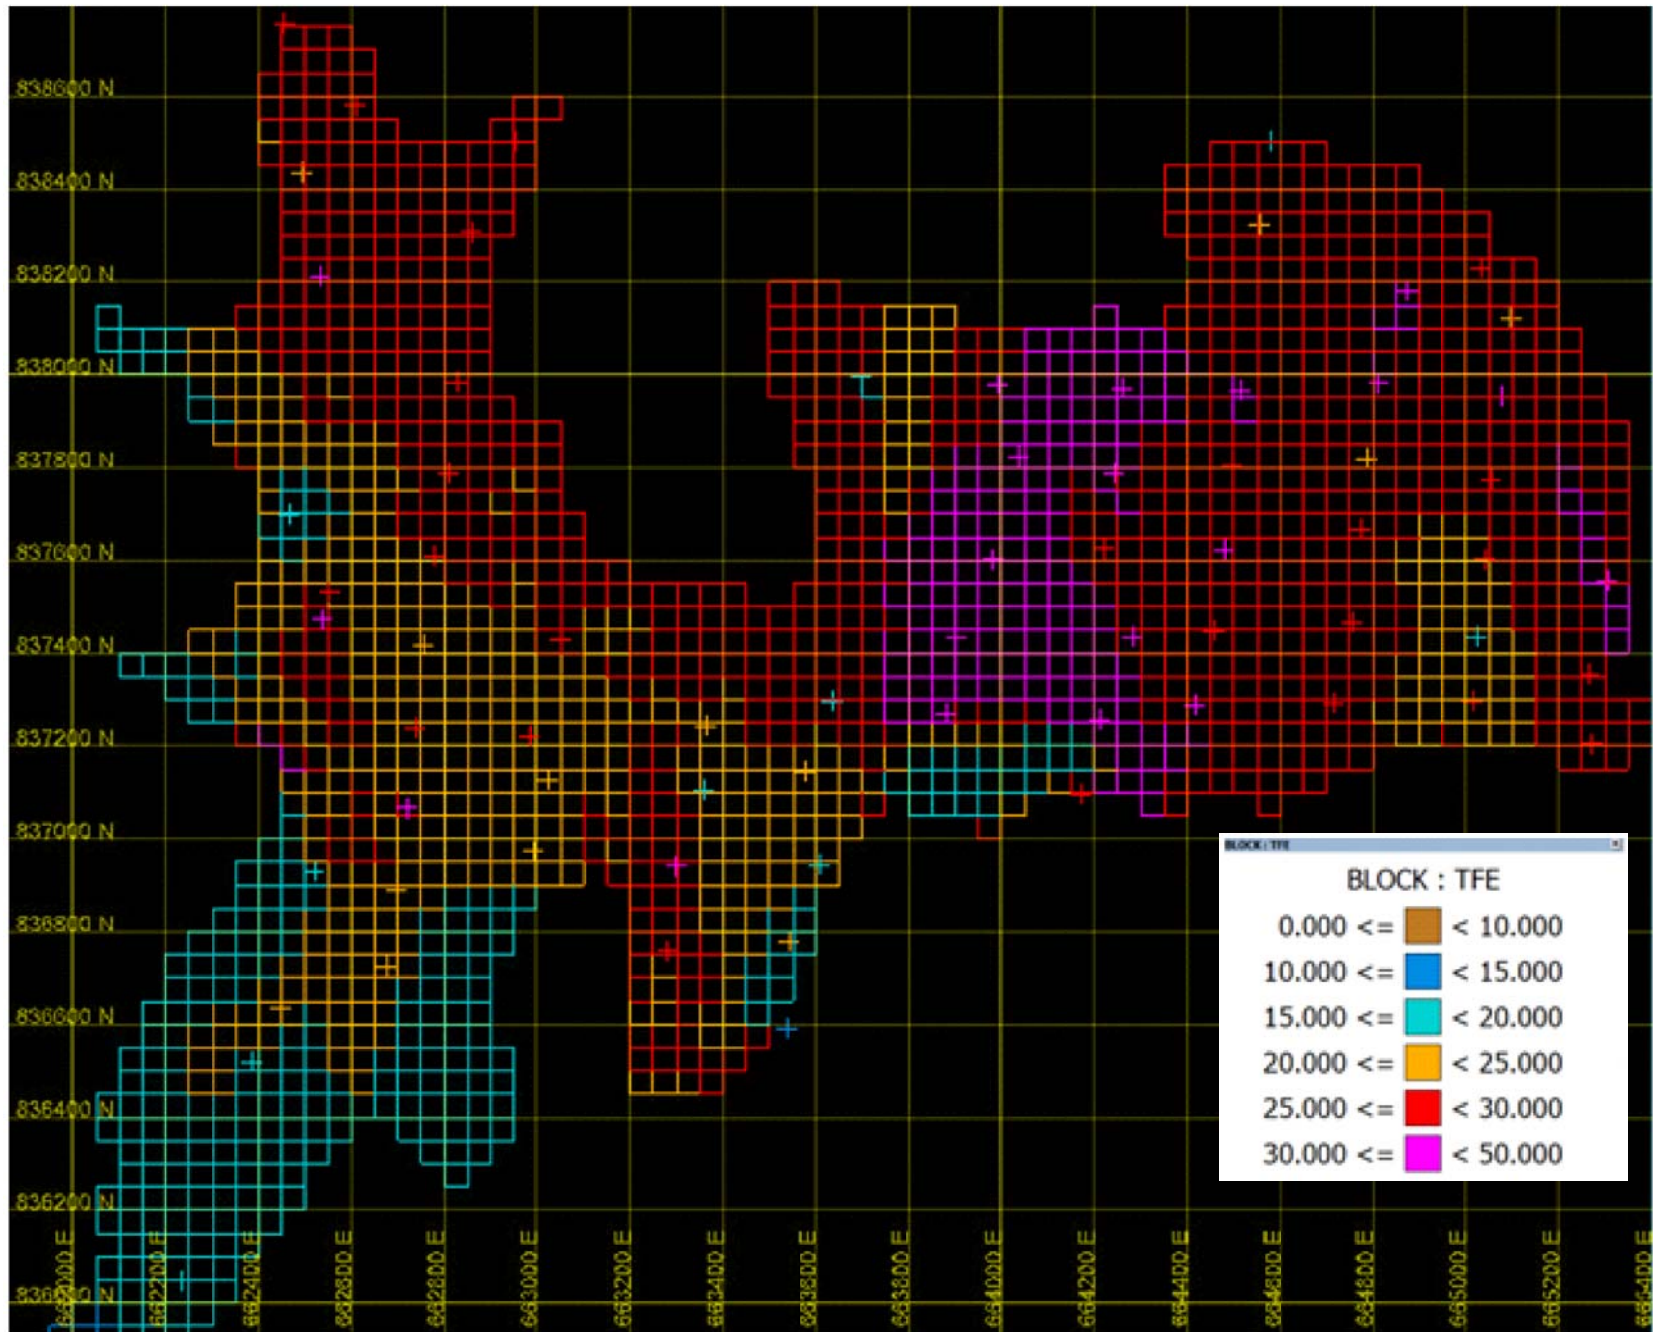 838600 N
838400 N
838200 N
838000 N
837800 N
837600 N
837400 N
837200 N
837000 N
836800 N
836600 N
836400 N
836200 N
BLOCK : TFE
BLOCK : TFE
0.000 <= < 10.000
10.000 <= < 15.000
15.000 <= < 20.000
20.000 <= < 25.000
25.000 <= < 30.000
30.000 <= < 50.000
662200 E
662400 E
662600 E
662800 E
663000 E
663200 E
663400 E
663600 E
663800 E
664000 E
664200 E
664400 E
664600 E
664800 E
665000 E
665200 E
665400 E